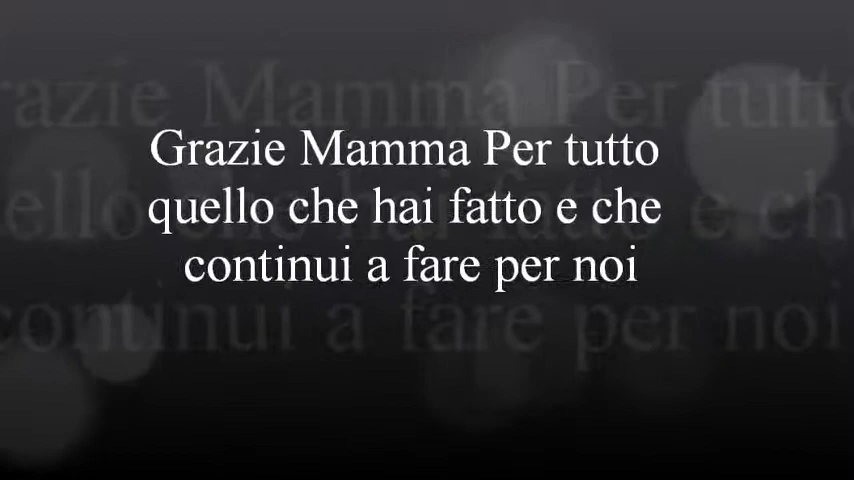 Grazie Mamma Per tutto
quello che hai fatto e che
continui a fare per noi